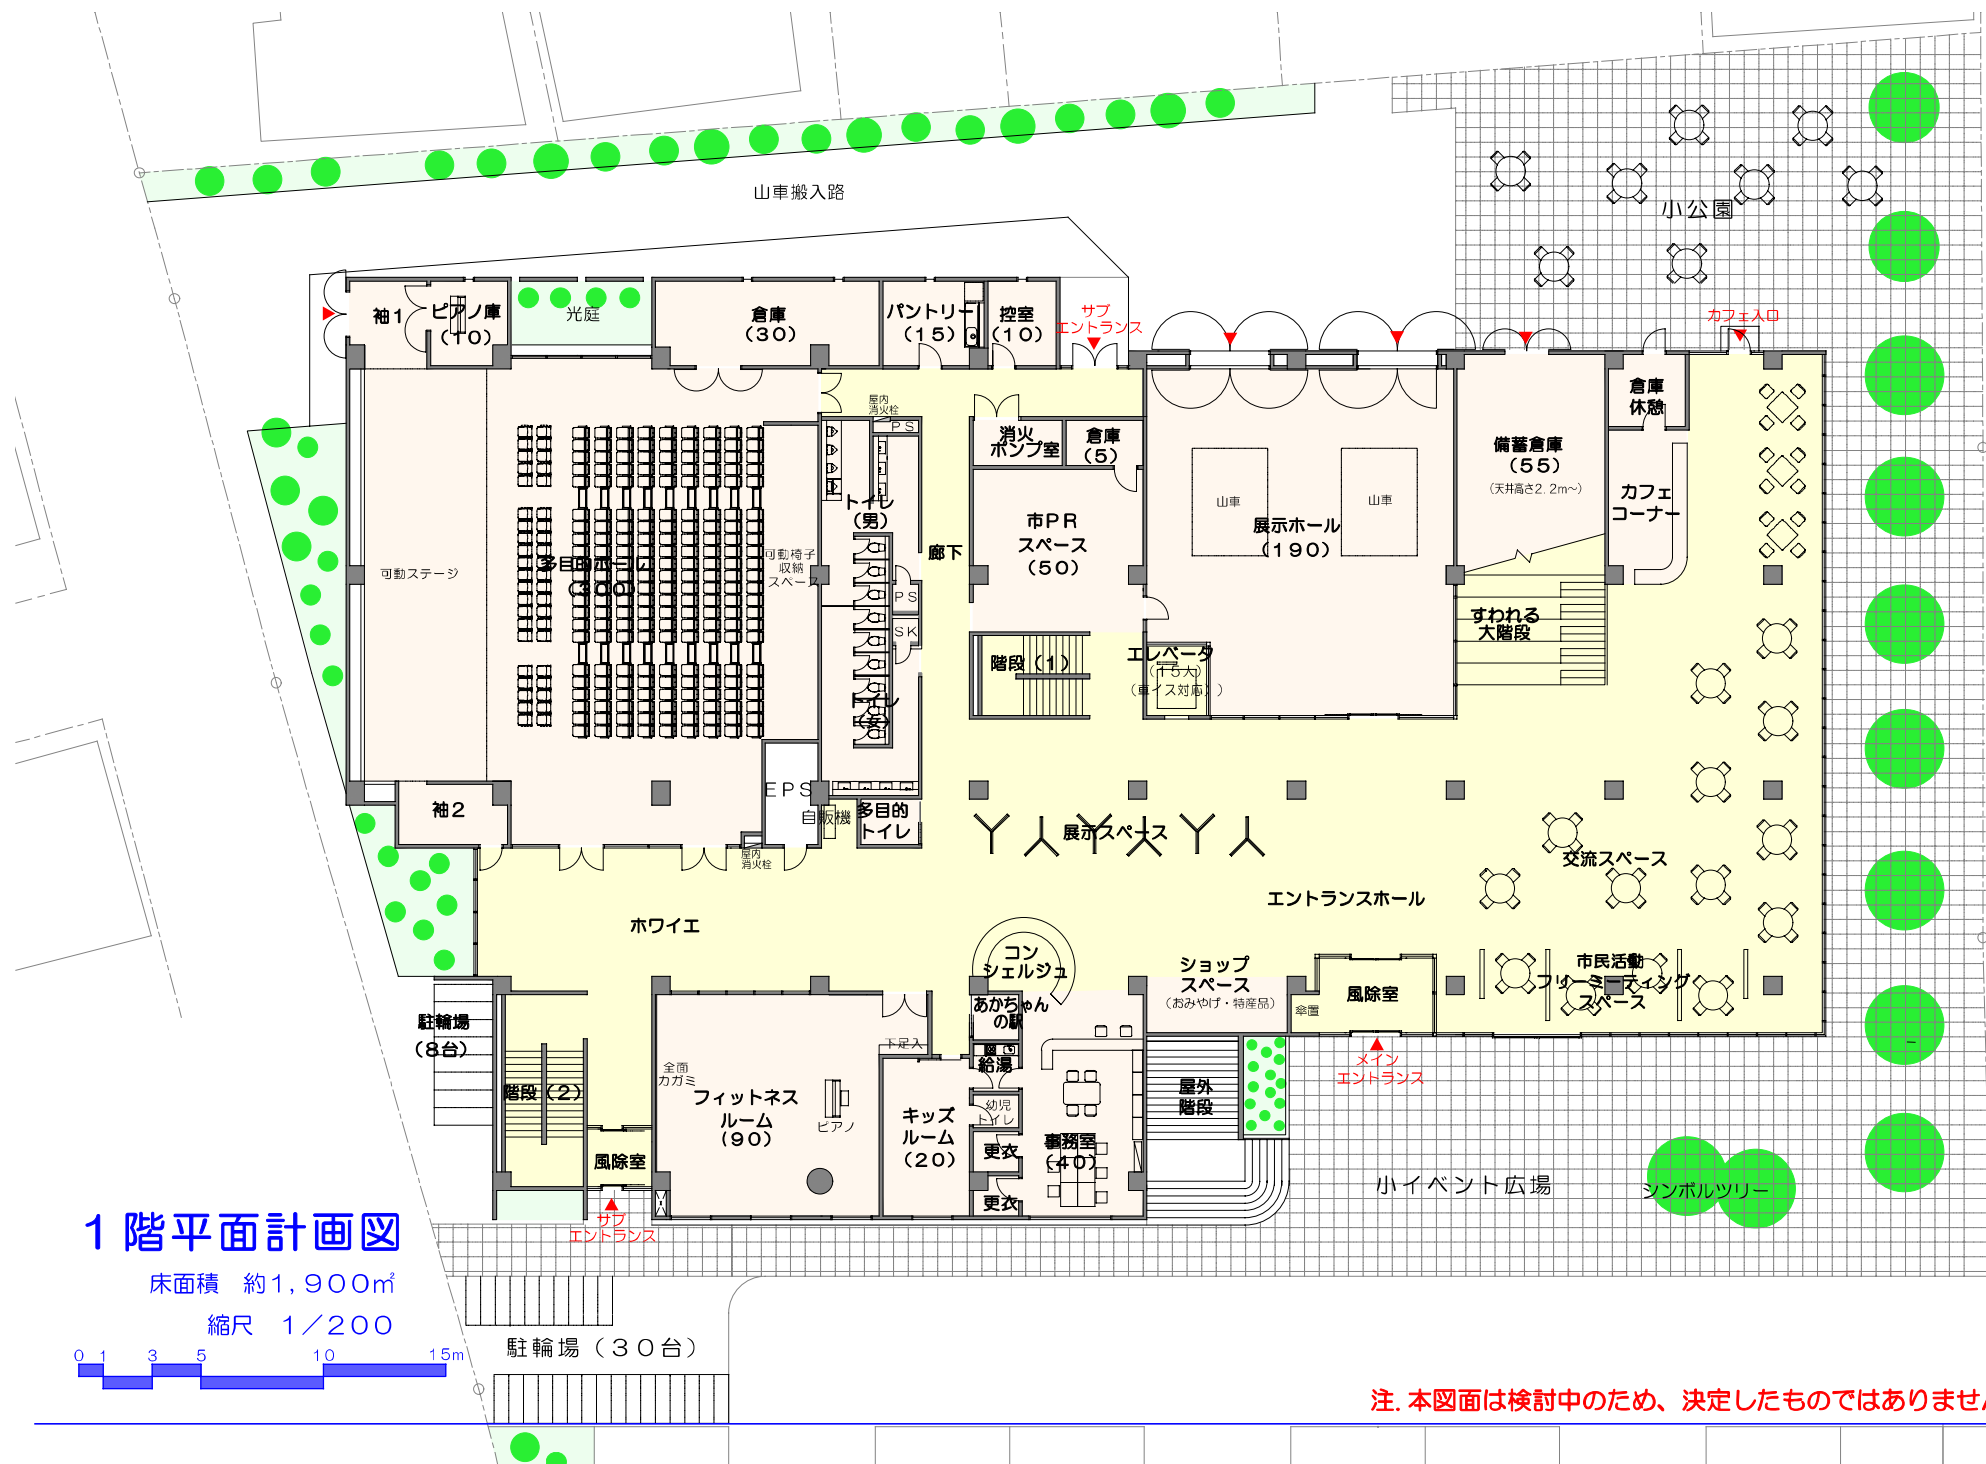 山車搬入路
小公園
袖1
ピアノ庫
(10)
光庭
倉庫
(30)
パントリー
(15)
控室
(10)
サブ
エントランス
カフェ入口
屋内
消火栓
PS
消火
ポンプ室
倉庫
(5)
倉庫
休憩
備蓄倉庫
(55)
(天井高さ2.2m～)
カフェ
コーナー
トイレ
(男)
市PR
スペース
(50)
山車
山車
展示ホール
(190)
廊下
可動ステージ
多目的ホール
(300)
可動椅子
収納
スペース
PS
SK
すわれる
大階段
階段(1)
エレベータ
(15人)
(車イス対応)
トイレ
(女)
EPS
自販機
多目的
トイレ
袖2
屋内
消火栓
展示スペース
交流スペース
エントランスホール
ホワイエ
コン
シェルジュ
ショップ
スペース
(おみやげ・特産品)
傘置
風除室
市民活動
フリーミーティング
スペース
あかちゃん
の駅
駐輪場
(8台)
下足入
給湯
全面
カガミ
フィットネス
ルーム
(90)
ピアノ
階段(2)
キッズ
ルーム
(20)
幼児
トイレ
更衣
更衣
事務室
(40)
屋外
階段
メイン
エントランス
風除室
サブ
エントランス
小イベント広場
シンボルツリー
1階平面計画図
床面積 約1,900㎡
縮尺 1／200
0 1 3 5 10 15m
駐輪場(30台)
注.本図面は検討中のため、決定したものではありませ